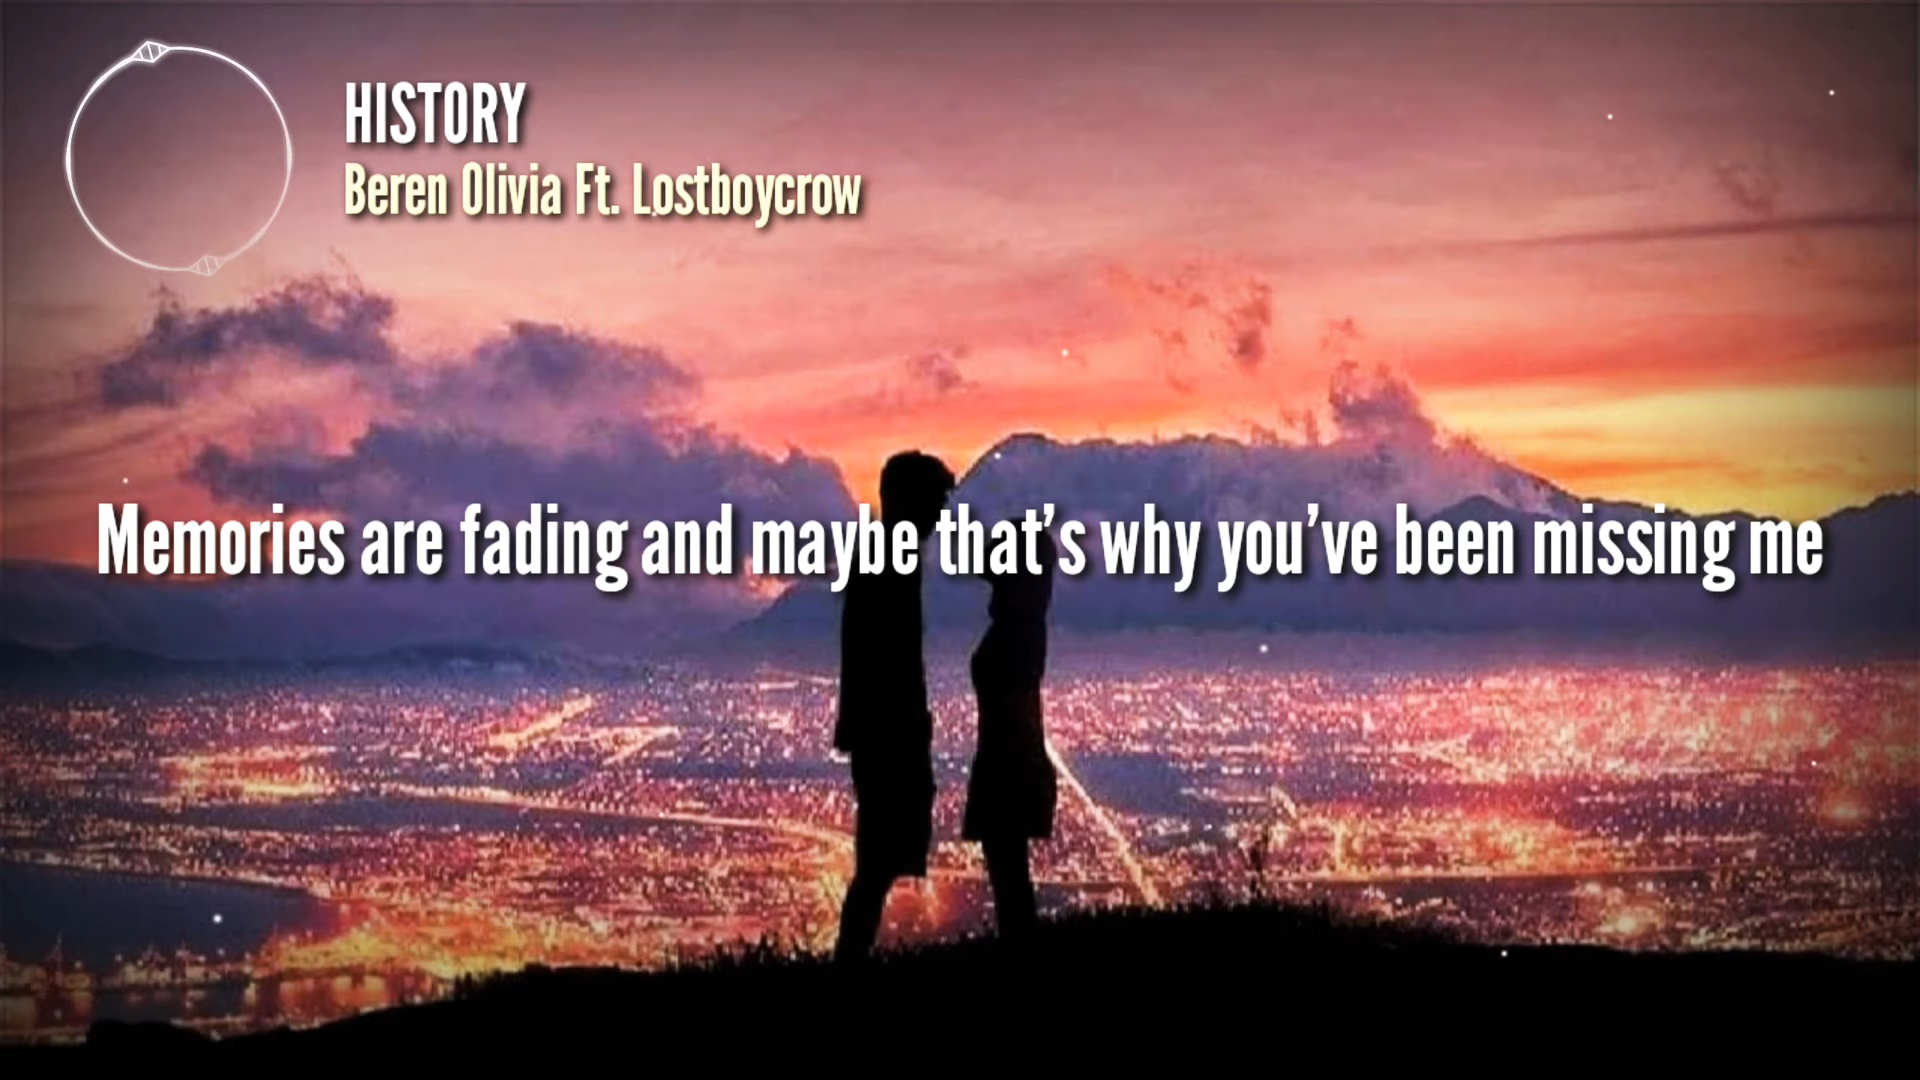 HISTORY
Beren Olivia Ft. Lostboycrow
Memories are fading and maybe that’s why you’ve been missing me